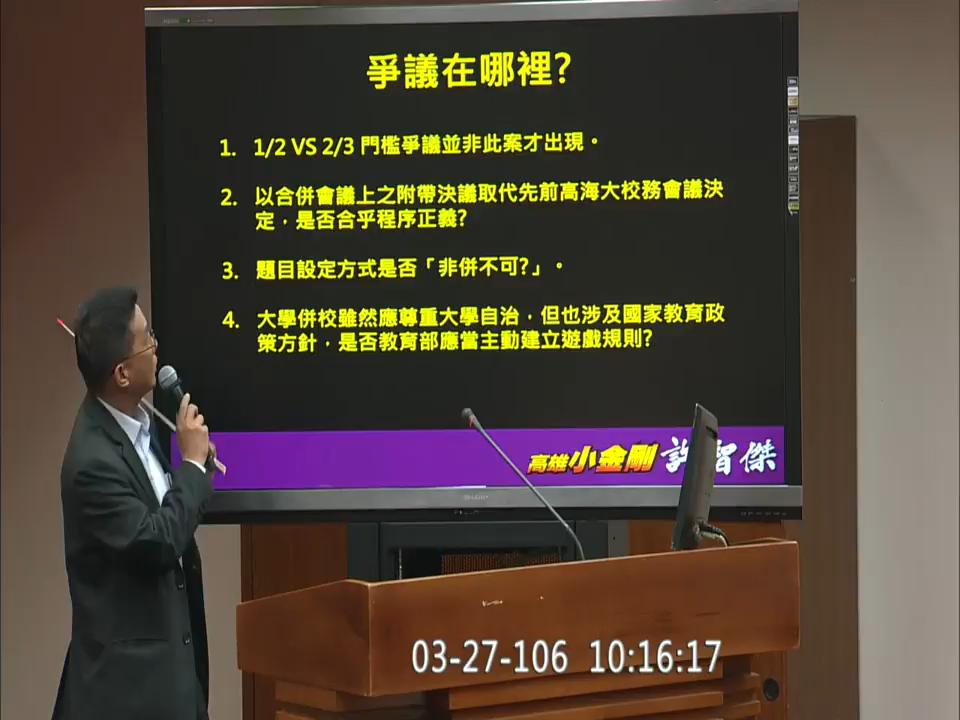 爭議在哪裡?
1. 1/2 VS 2/3 門檻爭議並非此案才出現。
2. 以合併會議上之附帶決議取代先前高海大校務會議決
定，是否合乎程序正義?
3. 題目設定方式是否「非併不可?」。
4. 大學併校雖然應尊重大學自治，但也涉及國家教育政
策方針，是否教育部應當主動建立遊戲規則?
高雄小金剛 許智傑
SHARP
03-27-106 10:16:17